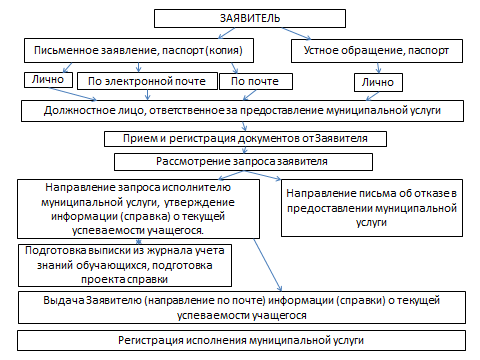 ЗАЯВИТЕЛЬ
Письменное заявление, паспорт (копия)
Устное обращение, паспорт
Лично
По электронной почте
По почте
Лично
Должностное лицо, ответственное за предоставление муниципальной услуги
Прием и регистрация документов от Заявителя
Рассмотрение запроса заявителя
Направление запроса исполнителю
муниципальной услуги, утверждение
информации (справка) о текущей
успеваемости учащегося.
Направление письма об отказе в
предоставлении муниципальной
услуги
Подготовка выписки из журнала учета
знаний обучающихся, подготовка
проекта справки
Выдача Заявителю (направление по почте) информации (справки) о текущей
успеваемости учащегося
Регистрация исполнения муниципальной услуги